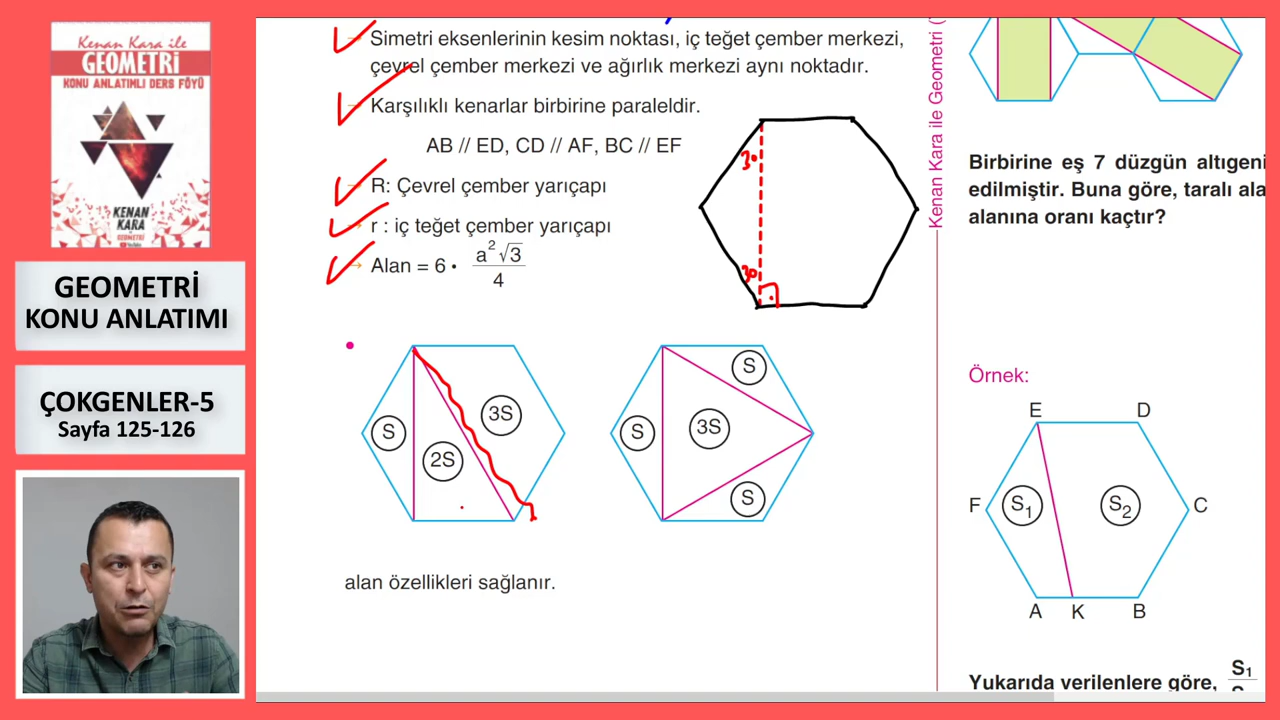 Kenan Kara ile
GEOMETRİ
KONU ANLATIMLI DERS FÖYÜ
KENAN
KARA
GEOMETRİ KONU ANLATIMI
ÇOKGENLER-5
Sayfa 125-126
Simetri eksenlerinin kesim noktası, iç teğet çember merkezi,
çevrel çember merkezi ve ağırlık merkezi aynı noktadır.
→ Karşılıklı kenarlar birbirine paraleldir.
AB // ED, CD // AF, BC // EF
→ R: Çevrel çember yarıçapı
→ r : iç teğet çember yarıçapı
→ Alan = 6 • a²√3 / 4
30
30
• S 2S 3S
S 3S S S
alan özellikleri sağlanır.
Kenan Kara ile Geometri (
Birbirine eş 7 düzgün altıgeni
edilmiştir. Buna göre, taralı ala
alanına oranı kaçtır?
Örnek:
E D
F S₁ S₂ C
A K B
Yukarıda verilenlere göre, S₁